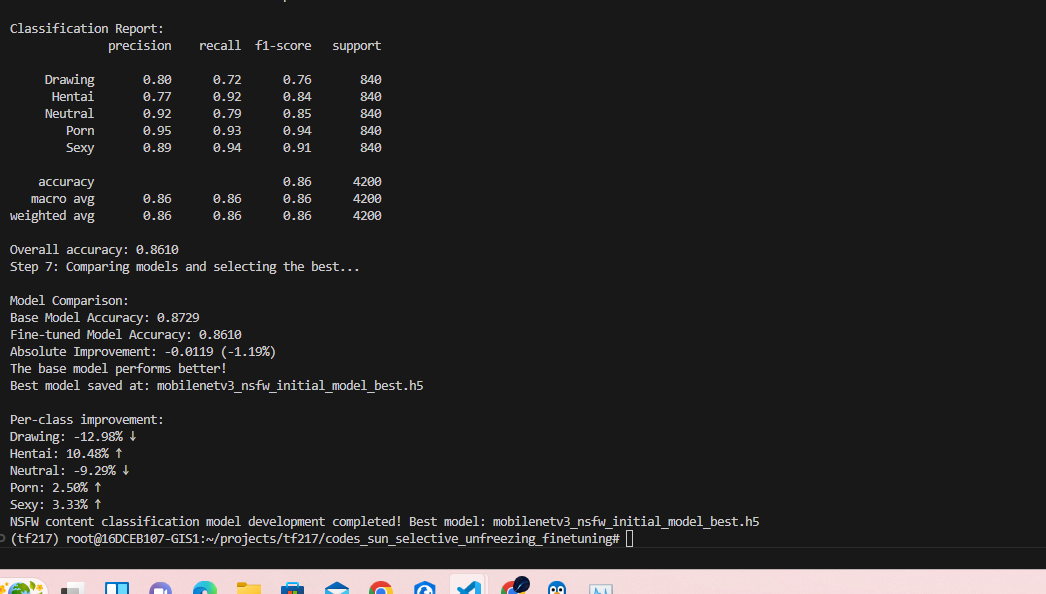 Classification Report:
precision recall f1-score support
Drawing 0.80 0.72 0.76 840
Hentai 0.77 0.92 0.84 840
Neutral 0.92 0.79 0.85 840
Porn 0.95 0.93 0.94 840
Sexy 0.89 0.94 0.91 840
accuracy 0.86 4200
macro avg 0.86 0.86 0.86 4200
weighted avg 0.86 0.86 0.86 4200
Overall accuracy: 0.8610
Step 7: Comparing models and selecting the best...
Model Comparison:
Base Model Accuracy: 0.8729
Fine-tuned Model Accuracy: 0.8610
Absolute Improvement: -0.0119 (-1.19%)
The base model performs better!
Best model saved at: mobilenetv3_nsfw_initial_model_best.h5
Per-class improvement:
Drawing: -12.98% ↓
Hentai: 10.48% ↑
Neutral: -9.29% ↓
Porn: 2.50% ↑
Sexy: 3.33% ↑
NSFW content classification model development completed! Best model: mobilenetv3_nsfw_initial_model_best.h5
(tf217) root@16DCEB107-GIS1:~/projects/tf217/codes_sun_selective_unfreezing_finetuning#